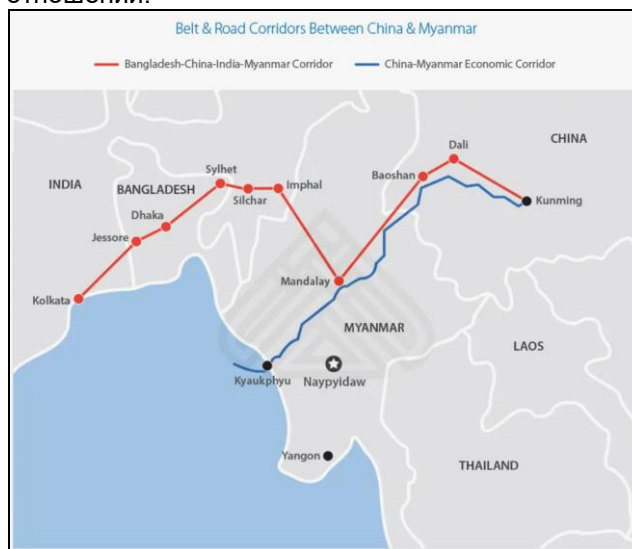 отношений.
Belt & Road Corridors Between China & Myanmar
Bangladesh-China-India-Myanmar Corridor
China-Myanmar Economic Corridor
CHINA
Dali
Sylhet
Baoshan
INDIA
BANGLADESH
Imphal
Silchar
Kunming
Dhaka
Jessore
Mandalay
Kolkata
MYANMAR
LAOS
Kyaukphyu
Naypyidaw
Yangon
THAILAND